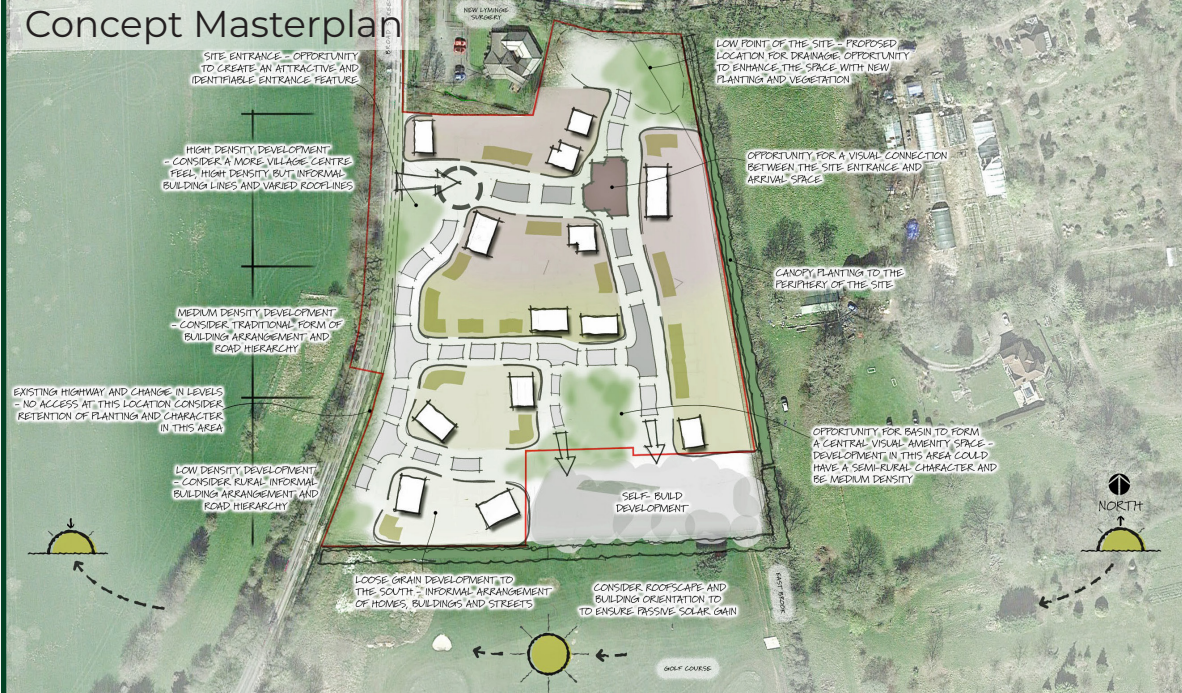 Concept Masterplan
NEW LYMINGE
SURGERY
SITE ENTRANCE - OPPORTUNITY
TO CREATE AN ATTRACTIVE AND
IDENTIFIABLE ENTRANCE FEATURE
LOW POINT OF THE SITE - PROPOSED
LOCATION FOR DRAINAGE. OPPORTUNITY
TO ENHANCE THE SPACE WITH NEW
PLANTING AND VEGETATION
HIGH DENSITY DEVELOPMENT
- CONSIDER A MORE VILLAGE CENTRE
FEEL, HIGH DENSITY BUT INFORMAL
BUILDING LINES AND VARIED ROOFLINES
OPPORTUNITY FOR A VISUAL CONNECTION
BETWEEN THE SITE ENTRANCE AND
ARRIVAL SPACE
CANOPY PLANTING TO THE
PERIPHERY OF THE SITE
MEDIUM DENSITY DEVELOPMENT
- CONSIDER TRADITIONAL FORM OF
BUILDING ARRANGEMENT AND
ROAD HIERARCHY
EXISTING HIGHWAY AND CHANGE IN LEVELS
- NO ACCESS AT THIS LOCATION CONSIDER
RETENTION OF PLANTING AND CHARACTER
IN THIS AREA
OPPORTUNITY FOR BASIN TO FORM
A CENTRAL VISUAL AMENITY SPACE -
DEVELOPMENT IN THIS AREA COULD
HAVE A SEMI-RURAL CHARACTER AND
BE MEDIUM DENSITY
LOW DENSITY DEVELOPMENT
- CONSIDER RURAL INFORMAL
BUILDING ARRANGEMENT AND
ROAD HIERARCHY
SELF- BUILD
DEVELOPMENT
NORTH
LOOSE GRAIN DEVELOPMENT TO
THE SOUTH - INFORMAL ARRANGEMENT
OF HOMES, BUILDINGS AND STREETS
CONSIDER ROOFSCAPE AND
BUILDING ORIENTATION TO
TO ENSURE PASSIVE SOLAR GAIN
EAST BROOK
GOLF COURSE